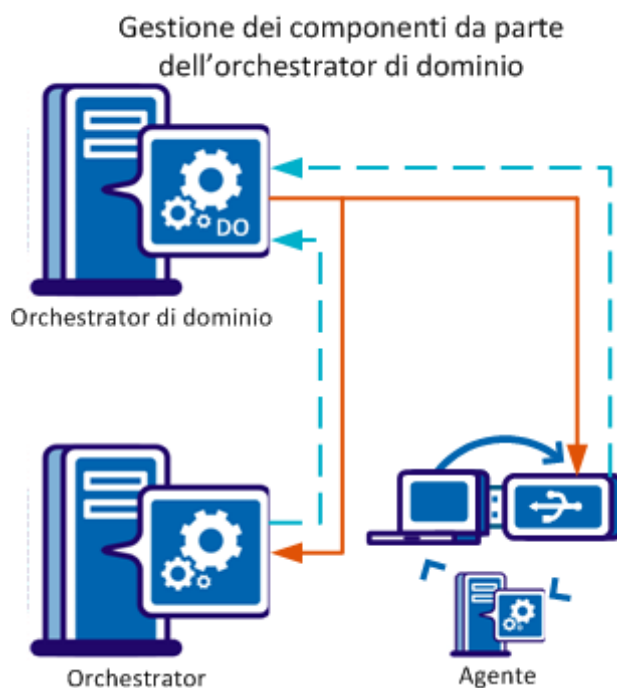 Gestione dei componenti da parte
dell'orchestrator di dominio
DO
Orchestrator di dominio
Orchestrator
Agente